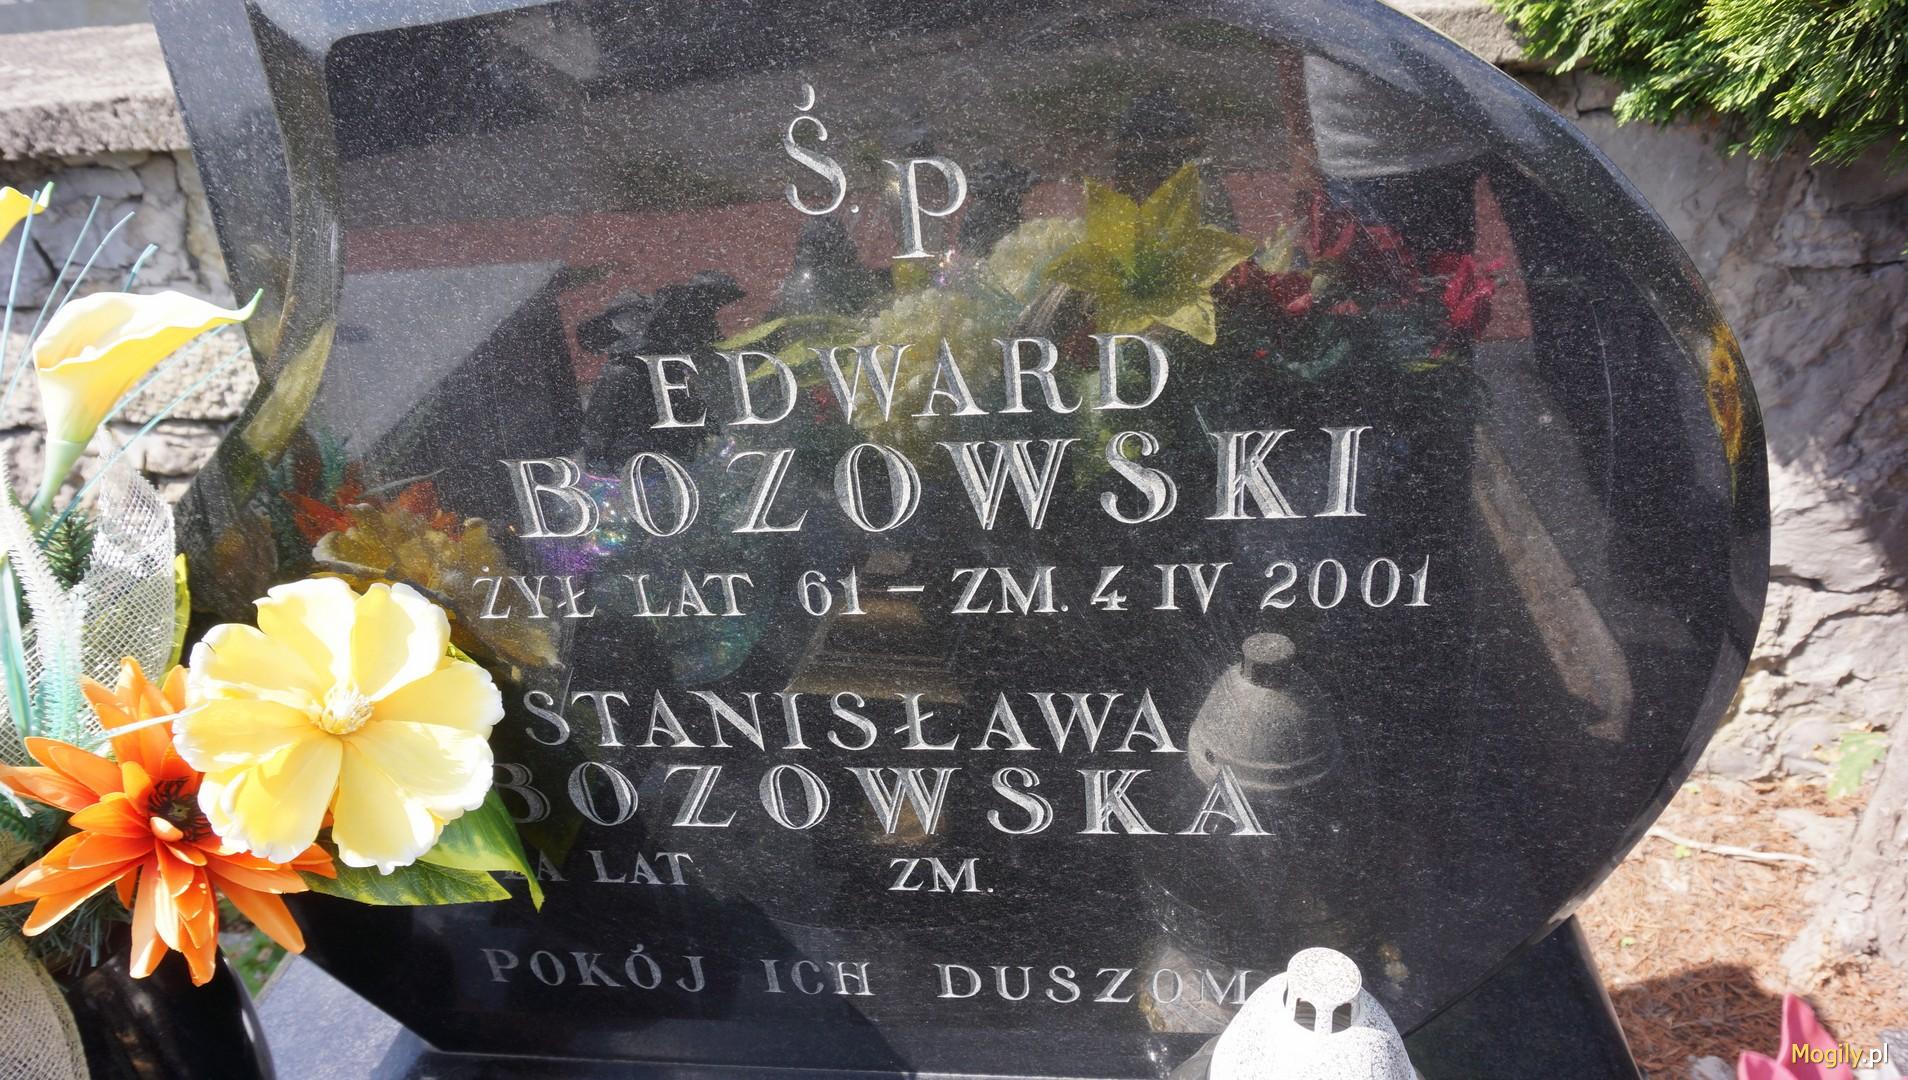 Ś. P
EDWARD
BOZOWSKI
ŻYŁ LAT 61 – ZM. 4 IV 2001
STANISŁAWA
BOZOWSKA
LAT ZM.
POKÓJ ICH DUSZOM
Mogily.pl